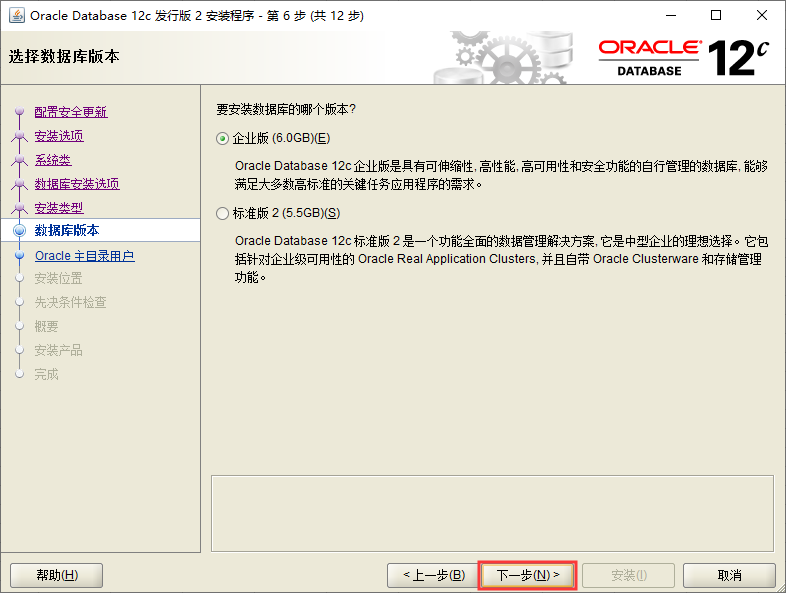 Oracle Database 12c 发行版 2 安装程序 - 第 6 步 (共 12 步)
选择数据库版本
ORACLE
DATABASE
12c
配置安全更新
安装选项
系统类
数据库安装选项
安装类型
数据库版本
Oracle 主目录用户
安装位置
先决条件检查
概要
安装产品
完成
要安装数据库的哪个版本?
企业版 (6.0GB)(E)
Oracle Database 12c 企业版是具有可伸缩性, 高性能, 高可用性和安全功能的自行管理的数据库, 能够
满足大多数高标准的关键任务应用程序的需求。
标准版 2 (5.5GB)(S)
Oracle Database 12c 标准版 2 是一个功能全面的数据管理解决方案, 它是中型企业的理想选择。它包
括针对企业级可用性的 Oracle Real Application Clusters, 并且自带 Oracle Clusterware 和存储管理
功能。
帮助(H)
< 上一步(B)
下一步(N) >
安装(I)
取消